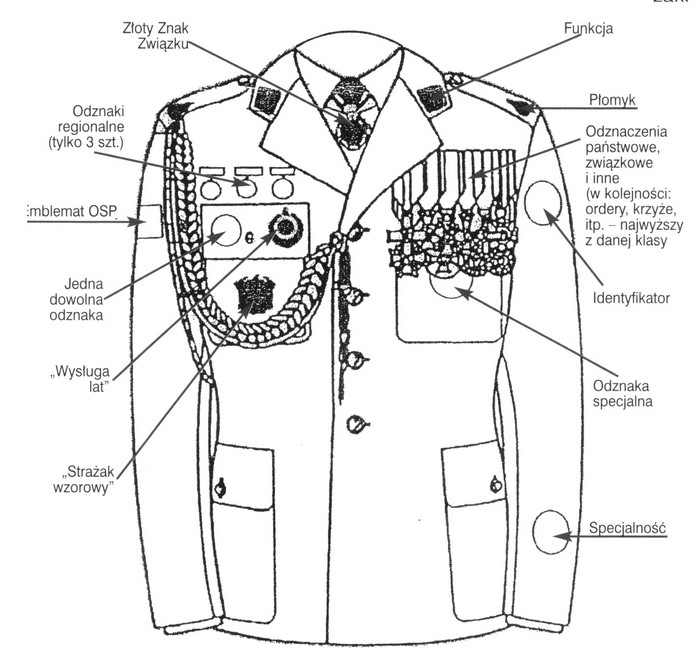 Złoty Znak
Związku
Funkcja
Odznaki
regionalne
(tylko 3 szt.)
Płomyk
Odznaczenia
państwowe,
związkowe
i inne
(w kolejności:
ordery, krzyże,
itp. – najwyższy
z danej klasy
Emblemat OSP
Jedna
dowolna
odznaka
Identyfikator
„Wysługa
lat”
Odznaka
specjalna
„Strażak
wzorowy”
Specjalność